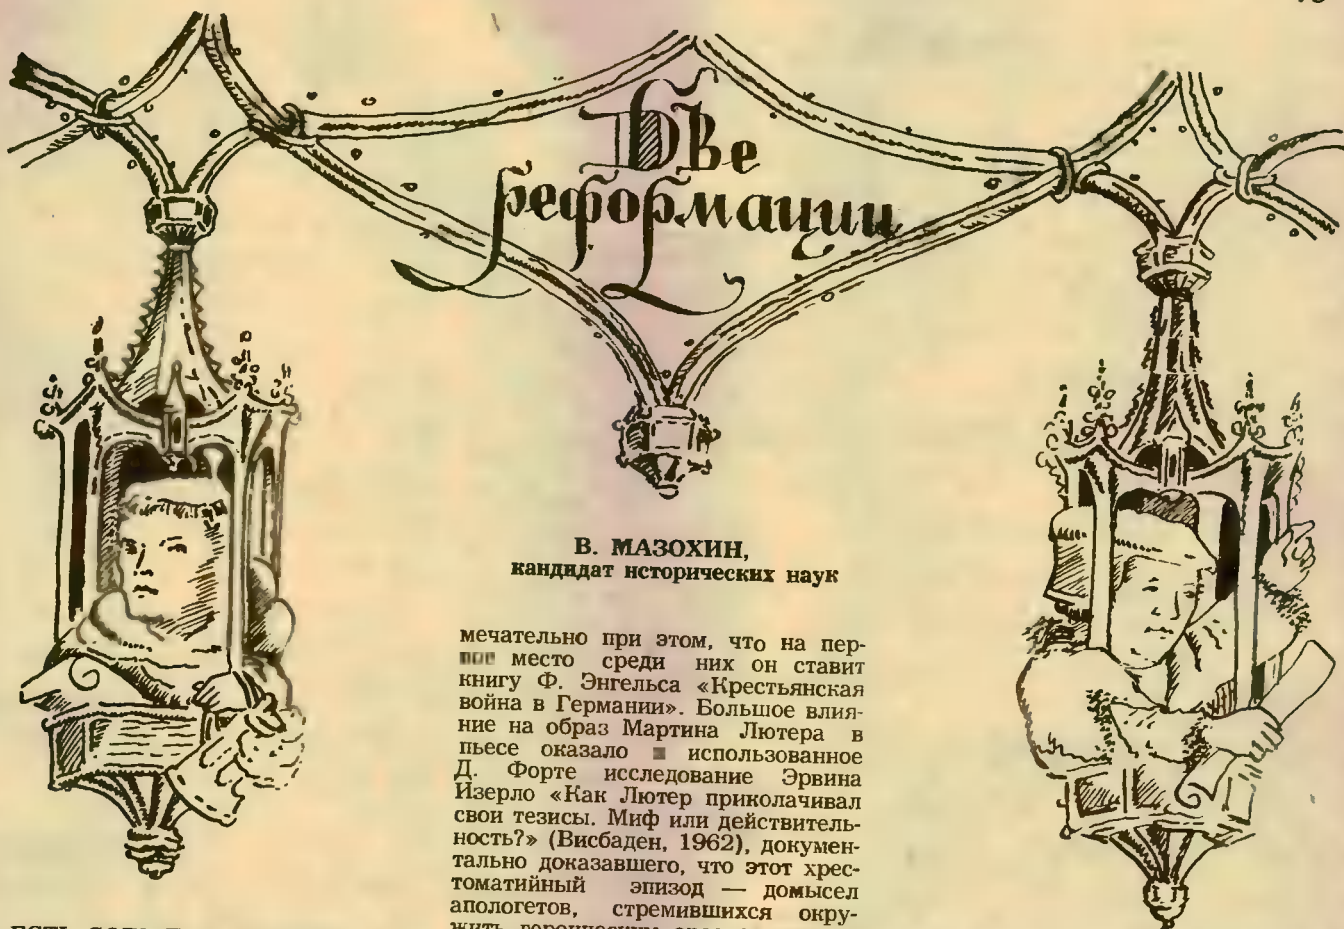 Две
реформации
В. МАЗОХИН,
кандидат исторических наук
мечательно при этом, что на пер-
место среди них он ставит
книгу Ф. Энгельса «Крестьянская
война в Германии». Большое влия-
ние на образ Мартина Лютера в
пьесе оказало использованное
Д. Форте исследование Эрвина
Изерло «Как Лютер приколачивал
свои тезисы. Миф или действитель-
ность?» (Висбаден, 1962), докумен-
тально доказавшего, что этот хрес-
томатийный эпизод — домысел
апологетов, стремившихся окру-